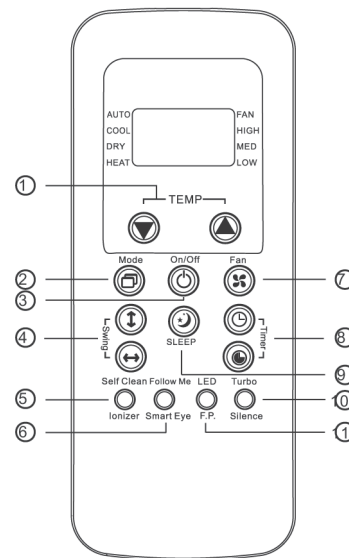 AUTO FAN
COOL HIGH
DRY MED
HEAT LOW
1 TEMP
Mode On/Off Fan
2 7
3
4 Swing Timer 8
SLEEP
9
Self Clean Follow Me LED Turbo
5 10
Ionizer Smart Eye F.P. Silence
6 11